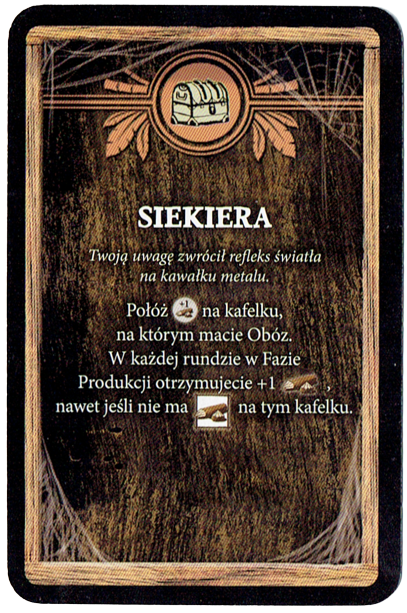 SIEKIERA
Twoją uwagę zwrócił refleks światła
na kawałku metalu.
Połóż +1 na kafelku,
na którym macie Obóz.
W każdej rundzie w Fazie
Produkcji otrzymujecie +1 ,
nawet jeśli nie ma na tym kafelku.